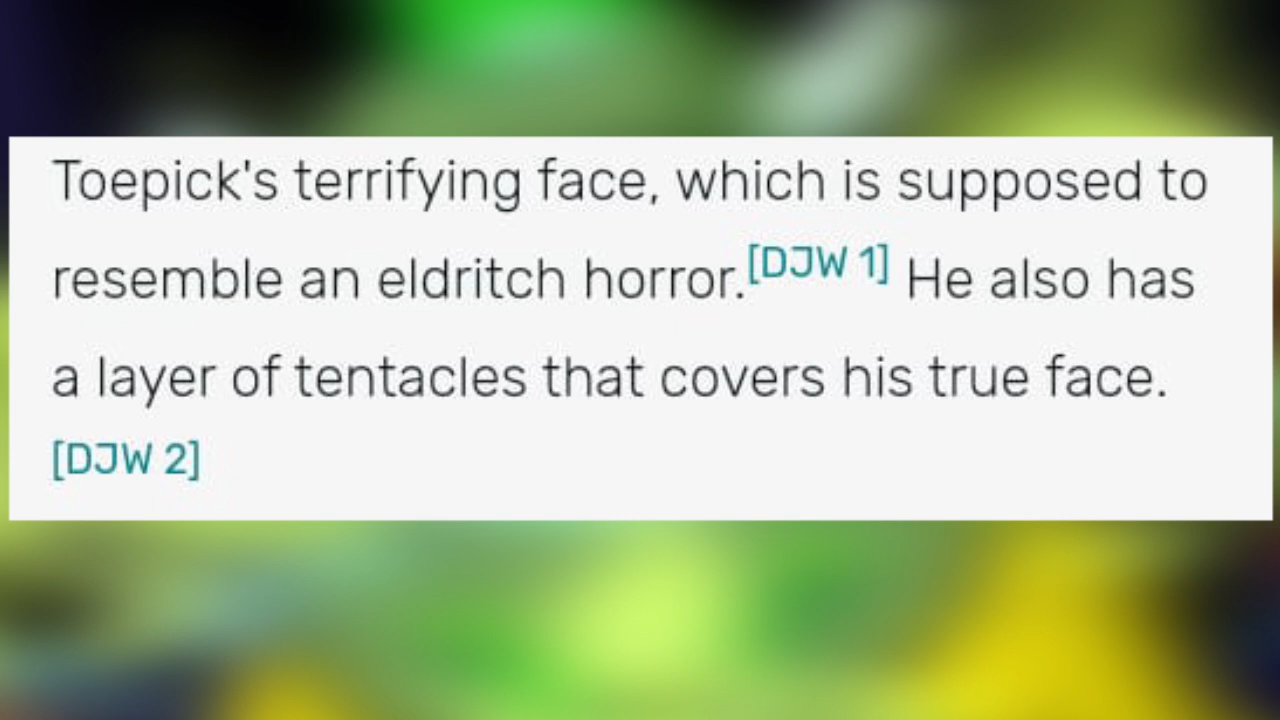 Toepick's terrifying face, which is supposed to
resemble an eldritch horror.[DJW 1] He also has
a layer of tentacles that covers his true face.
[DJW 2]